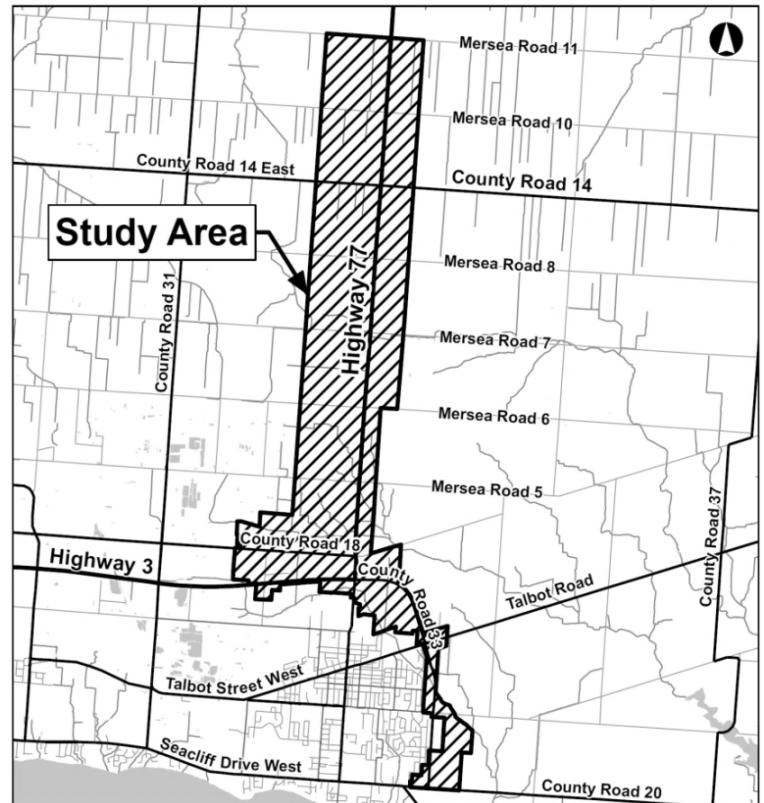 Mersea Road 11
Mersea Road 10
County Road 14 East
County Road 14
Study Area
Mersea Road 8
County Road 31
Highway 77
Mersea Road 7
Mersea Road 6
Mersea Road 5
County Road 37
County Road 18
Highway 3
County Road 33
Talbot Road
Talbot Street West
Seacliff Drive West
County Road 20